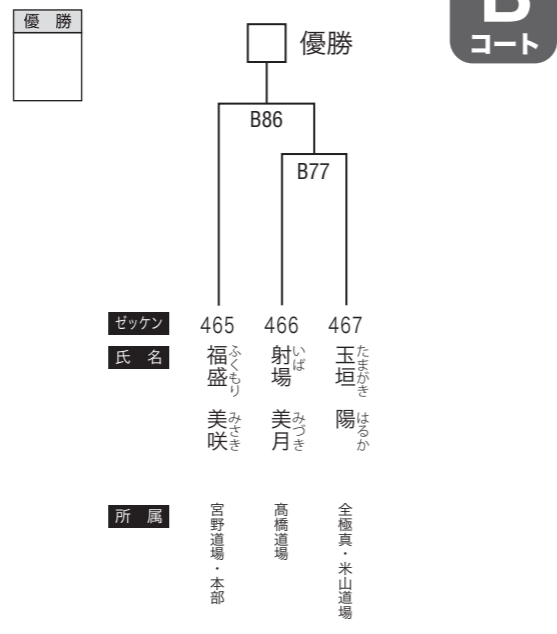 優 勝
優勝
B
コート
B86
B77
ゼッケン 465 466 467
氏 名
福盛 美咲
ふくもり みさき
射場 美月
いば みづき
玉垣 陽
たまがき はるか
所 属
宮野道場・本部
髙橋道場
全極真・米山道場